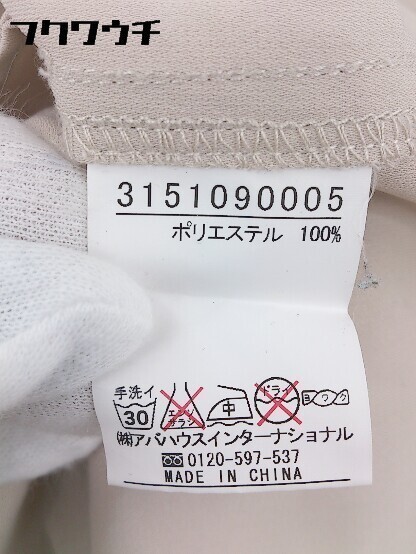 フクワウチ
3151090005
ポリエステル 100%
手洗イ
30
エンソサラシ
中
ドライ
ヨワク
㈱アバハウスインターナショナル
0120-597-537
MADE IN CHINA